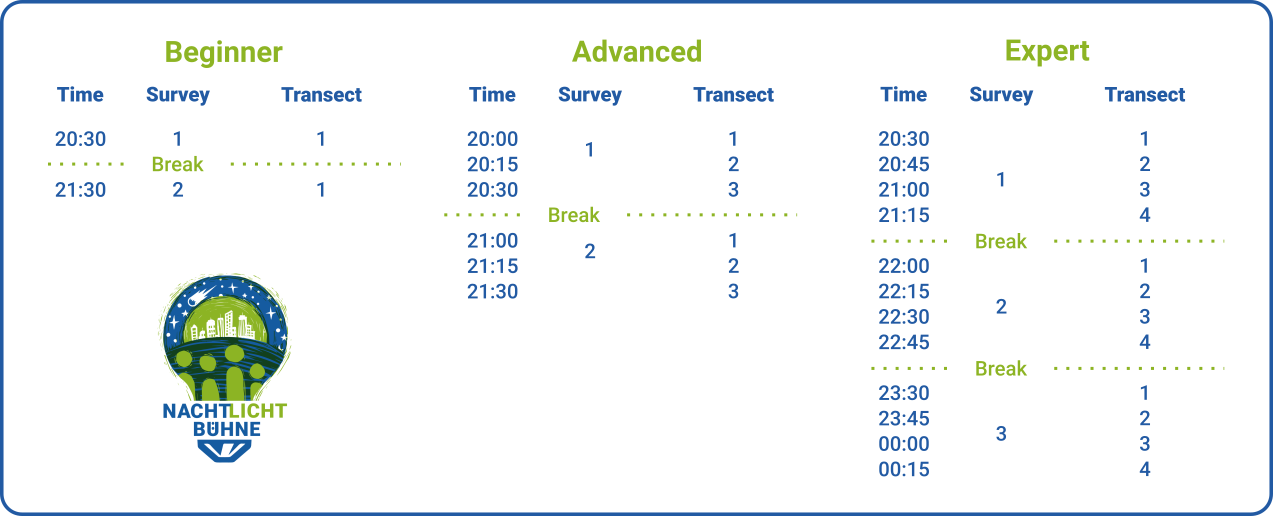 Beginner
Time Survey Transect
20:30 1 1
Break
21:30 2 1
NACHTLICHT
BÜHNE
Advanced
Time Survey Transect
20:00 1
1
20:15 2
20:30 3
Break
21:00 1
2
21:15 2
21:30 3
Expert
Time Survey Transect
20:30 1
20:45 2
1
21:00 3
21:15 4
Break
22:00 1
22:15 2
2
22:30 3
22:45 4
Break
23:30 1
23:45 2
3
00:00 3
00:15 4